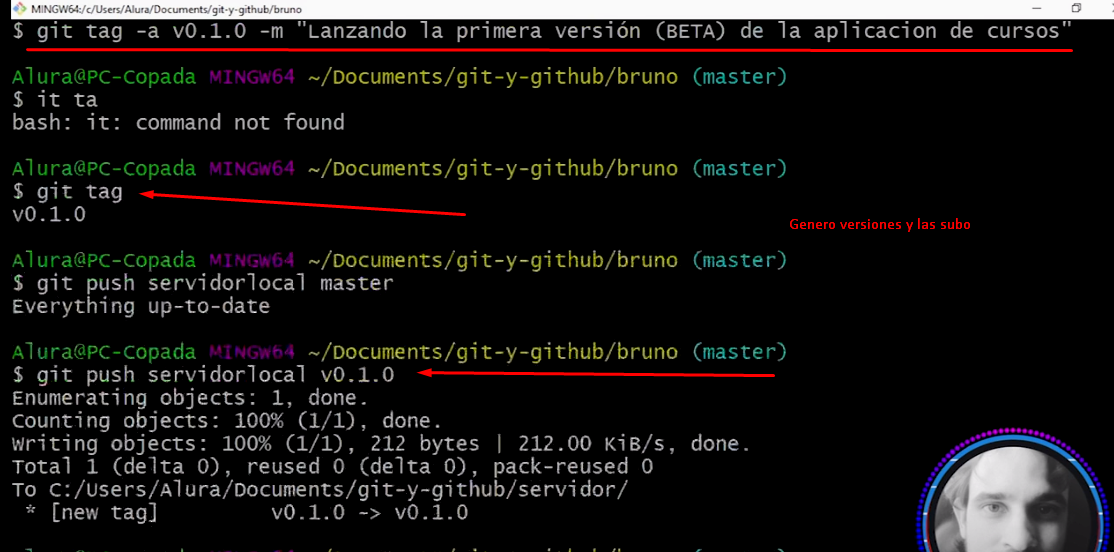 MINGW64:/c/Users/Alura/Documents/git-y-github/bruno
$ git tag -a v0.1.0 -m "Lanzando la primera versión (BETA) de la aplicacion de cursos"
Alura@PC-Copada MINGW64 ~/Documents/git-y-github/bruno (master)
$ it ta
bash: it: command not found
Alura@PC-Copada MINGW64 ~/Documents/git-y-github/bruno (master)
$ git tag
v0.1.0
Genero versiones y las subo
Alura@PC-Copada MINGW64 ~/Documents/git-y-github/bruno (master)
$ git push servidorlocal master
Everything up-to-date
Alura@PC-Copada MINGW64 ~/Documents/git-y-github/bruno (master)
$ git push servidorlocal v0.1.0
Enumerating objects: 1, done.
Counting objects: 100% (1/1), done.
Writing objects: 100% (1/1), 212 bytes | 212.00 KiB/s, done.
Total 1 (delta 0), reused 0 (delta 0), pack-reused 0
To C:/Users/Alura/Documents/git-y-github/servidor/
 * [new tag]         v0.1.0 -> v0.1.0